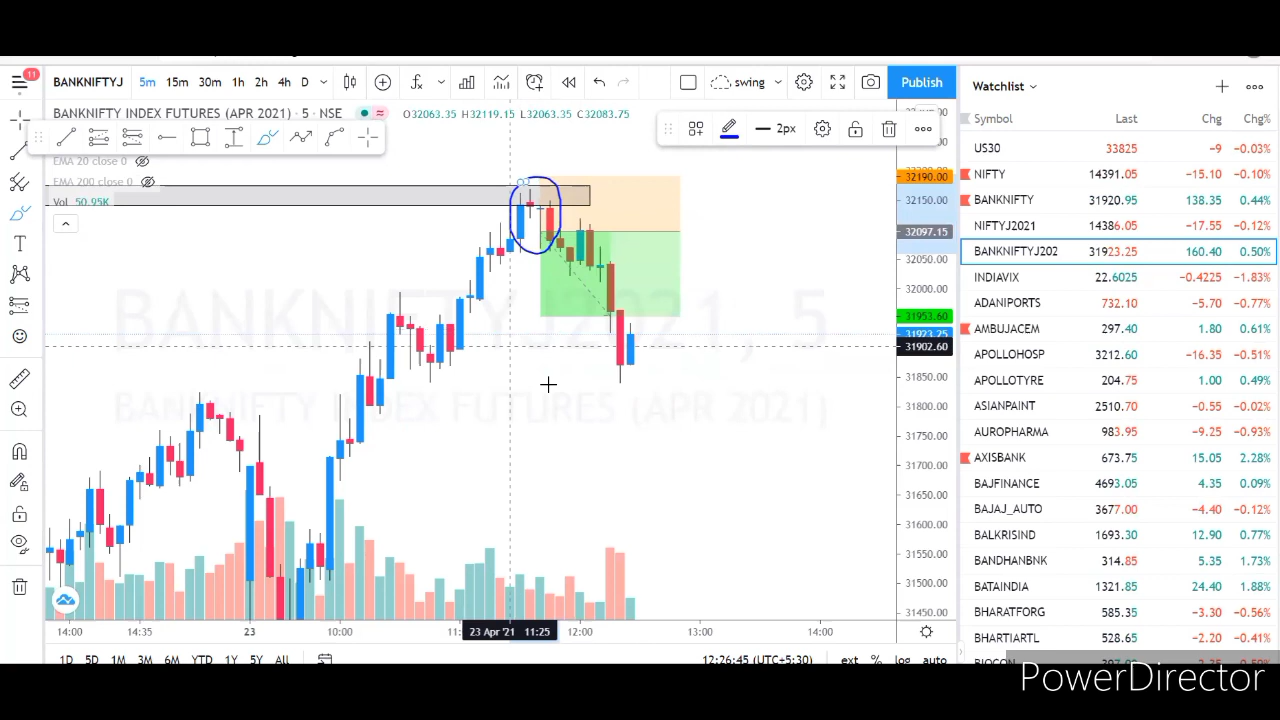 11
BANKNIFTYJ 5m 15m 30m 1h 2h 4h D swing Publish
BANKNIFTY INDEX FUTURES (APR 2021) · 5 · NSE O32063.35 H32119.15 L32063.35 C32083.75
2px
EMA 20 close 0
EMA 200 close 0
Vol 50.95K
BANKNIFTYJ2021, 5
BANKNIFTY INDEX FUTURES (APR 2021)
32190.00
32150.00
32097.15
32050.00
32000.00
31953.60
31923.25
31902.60
31850.00
31800.00
31750.00
31700.00
31650.00
31600.00
31550.00
31500.00
31450.00
14:00 14:35 23 10:00 23 Apr '21 11:25 12:00 13:00 14:00
1D 5D 1M 3M 6M YTD 1Y 5Y All 12:26:45 (UTC+5:30) ext % log auto
Watchlist
Symbol Last Chg Chg%
US30 33825 -9 -0.03%
NIFTY 14391.05 -15.10 -0.10%
BANKNIFTY 31920.95 138.35 0.44%
NIFTYJ2021 14386.05 -17.55 -0.12%
BANKNIFTYJ202 31923.25 160.40 0.50%
INDIAVIX 22.6025 -0.4225 -1.83%
ADANIPORTS 732.10 -5.70 -0.77%
AMBUJACEM 297.40 1.80 0.61%
APOLLOHOSP 3212.60 -16.35 -0.51%
APOLLOTYRE 204.75 1.00 0.49%
ASIANPAINT 2510.70 -0.55 -0.02%
AUROPHARMA 983.95 -9.25 -0.93%
AXISBANK 673.75 15.05 2.28%
BAJFINANCE 4693.05 4.35 0.09%
BAJAJ_AUTO 3677.00 -4.40 -0.12%
BALKRISIND 1693.30 12.90 0.77%
BANDHANBNK 314.85 5.35 1.73%
BATAINDIA 1321.85 24.40 1.88%
BHARATFORG 585.35 -3.30 -0.56%
BHARTIARTL 528.65 -2.20 -0.41%
PowerDirector